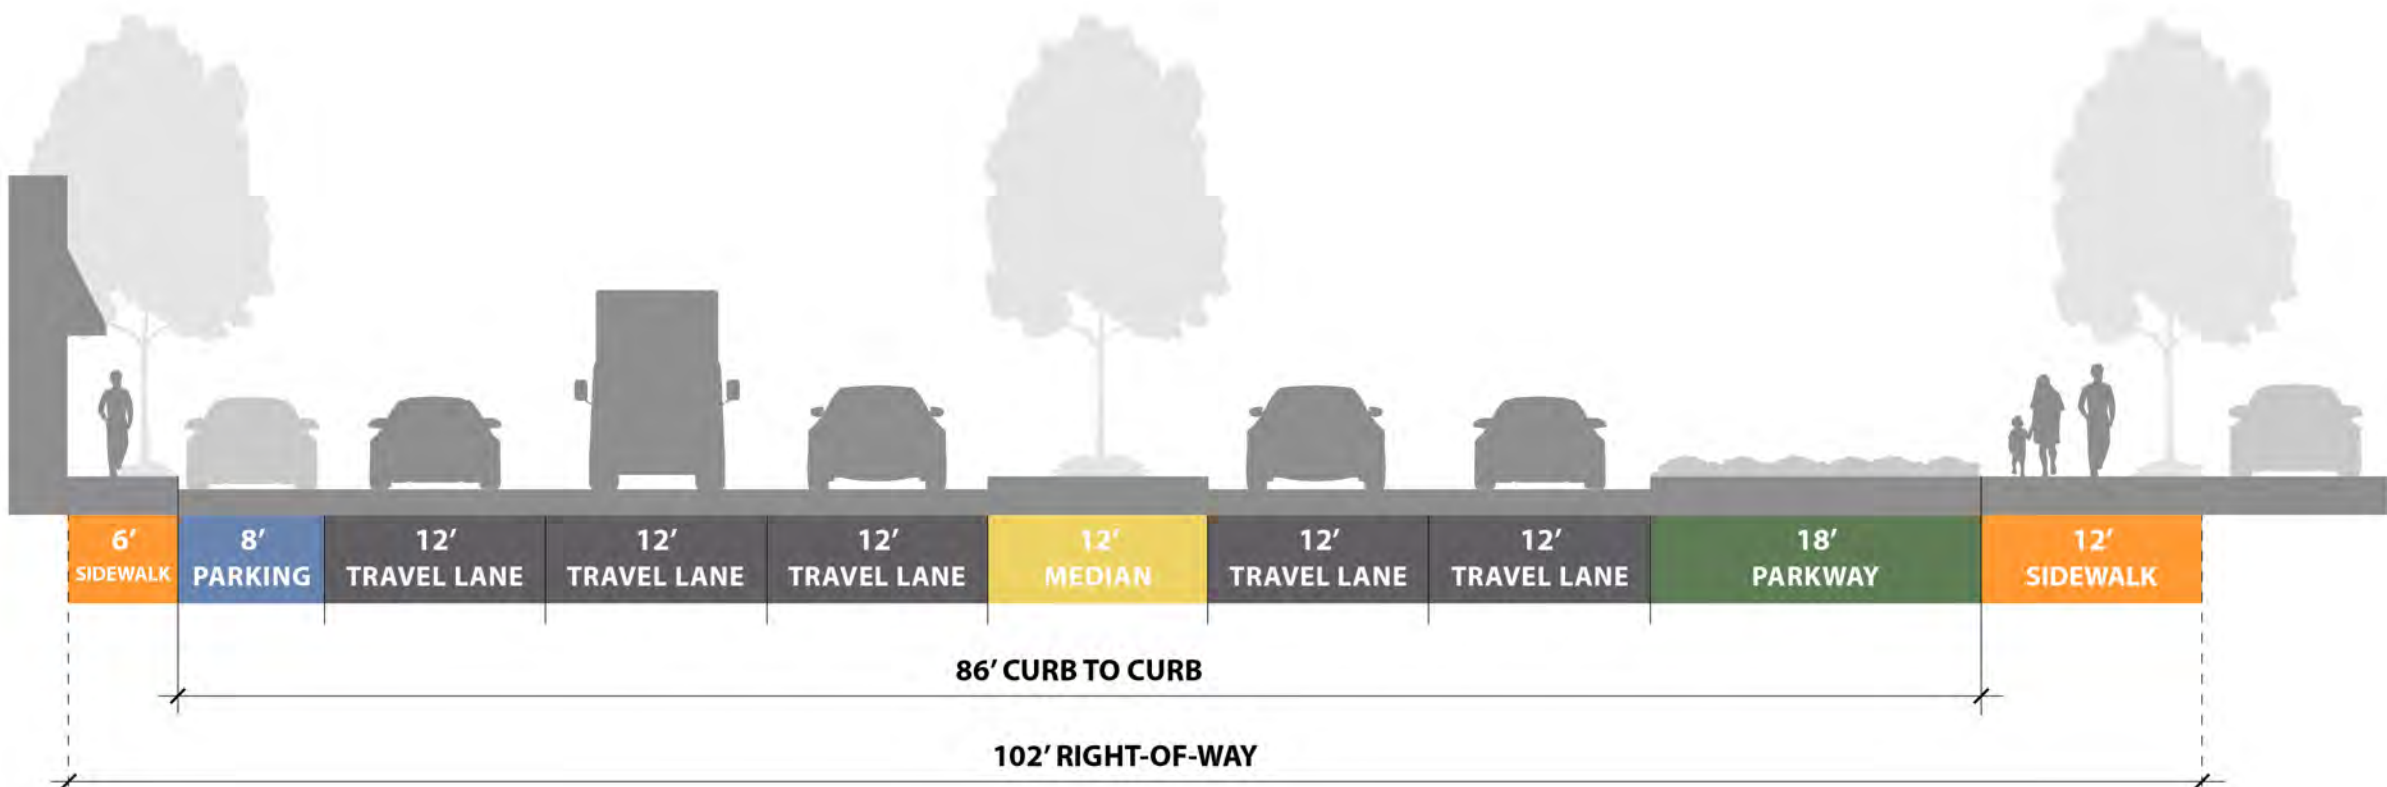 6′
SIDEWALK
8′
PARKING
12′
TRAVEL LANE
12′
TRAVEL LANE
12′
TRAVEL LANE
12′
MEDIAN
12′
TRAVEL LANE
12′
TRAVEL LANE
18′
PARKWAY
12′
SIDEWALK
86′ CURB TO CURB
102′ RIGHT-OF-WAY